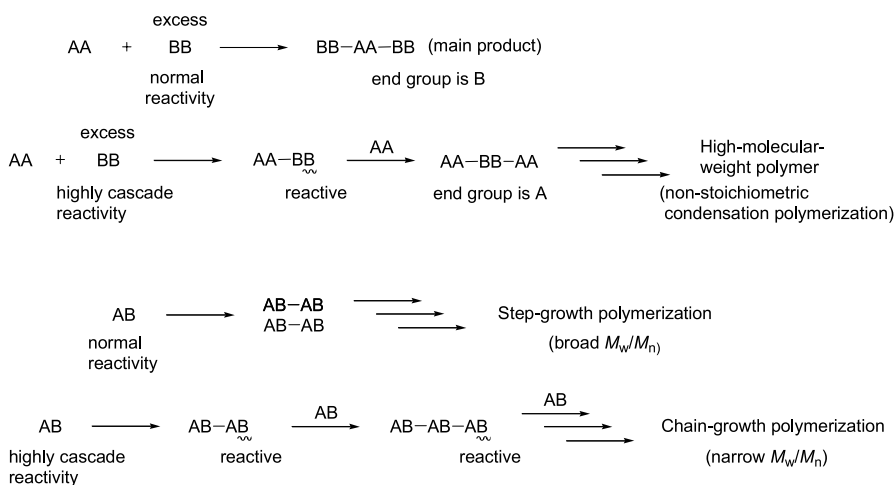 excess
AA + BB BB–AA–BB (main product)
normal reactivity
end group is B
excess
AA + BB AA–BB AA AA–BB–AA
highly cascade reactivity
reactive
end group is A
High-molecular-
weight polymer
(non-stoichiometric
condensation polymerization)
AB AB–AB
AB–AB
normal
reactivity
Step-growth polymerization
(broad Mw/Mn)
AB AB–AB AB AB–AB–AB AB
highly cascade
reactivity
reactive
reactive
Chain-growth polymerization
(narrow Mw/Mn)